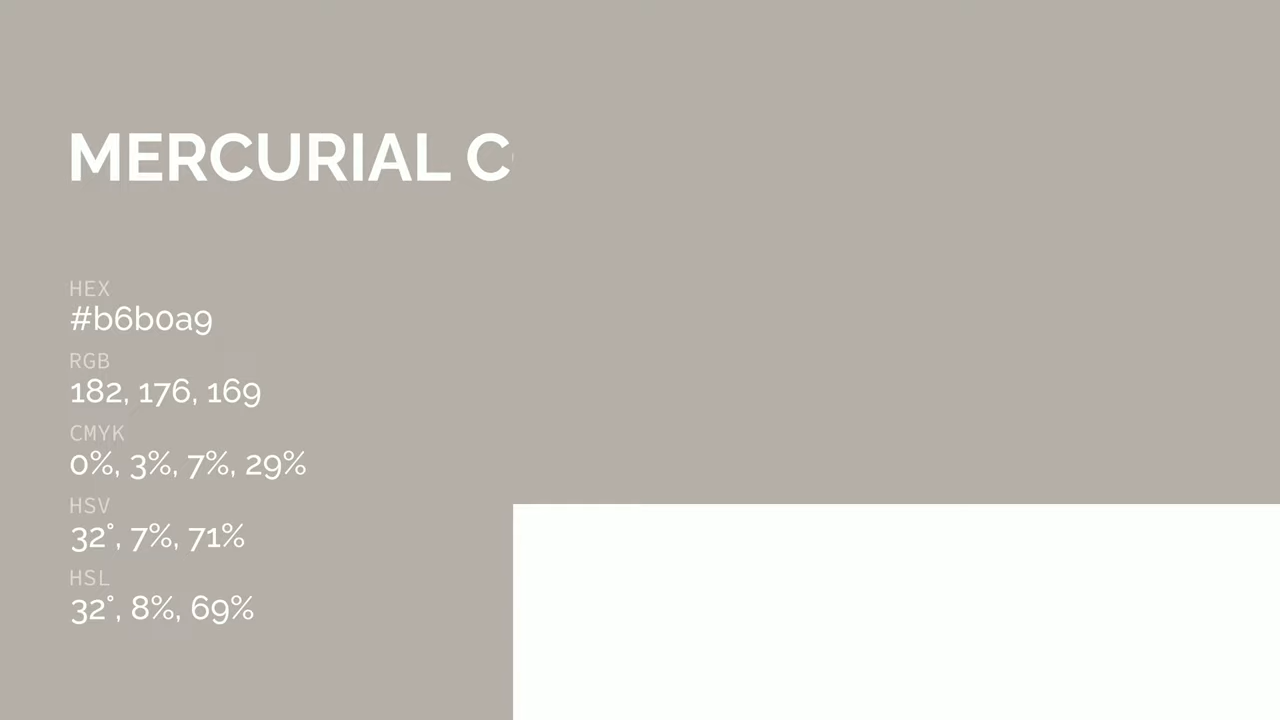 MERCURIAL C
HEX
#b6b0a9
RGB
182, 176, 169
CMYK
0%, 3%, 7%, 29%
HSV
32°, 7%, 71%
HSL
32°, 8%, 69%